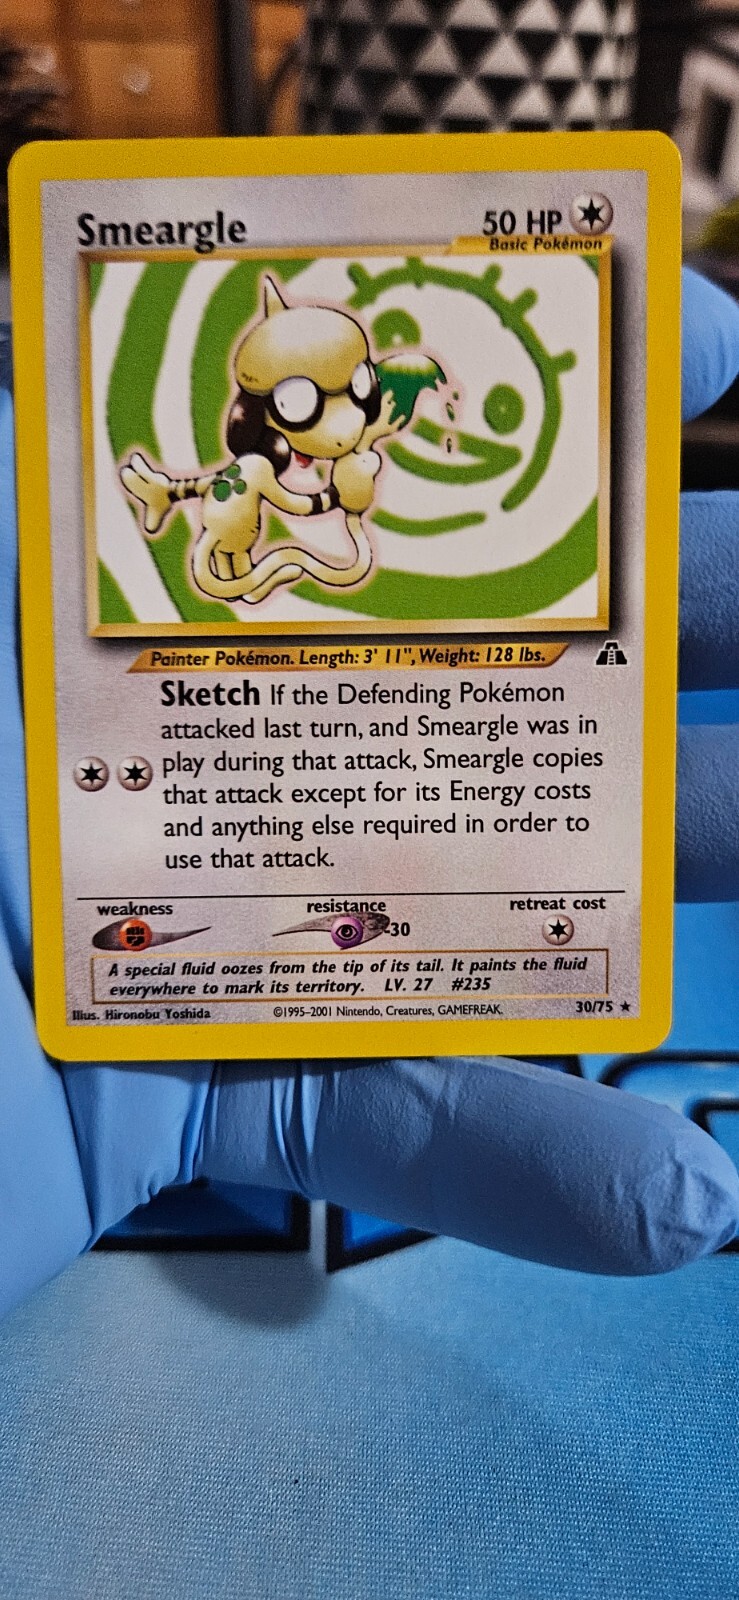 Smeargle
50 HP
Basic Pokémon
Painter Pokémon. Length: 3' 11", Weight: 128 lbs.
Sketch If the Defending Pokémon
attacked last turn, and Smeargle was in
play during that attack, Smeargle copies
that attack except for its Energy costs
and anything else required in order to
use that attack.
weakness
resistance
retreat cost
-30
A special fluid oozes from the tip of its tail. It paints the fluid
everywhere to mark its territory. LV. 27 #235
Illus. Hironobu Yoshida
©1995-2001 Nintendo, Creatures, GAMEFREAK.
30/75 ★